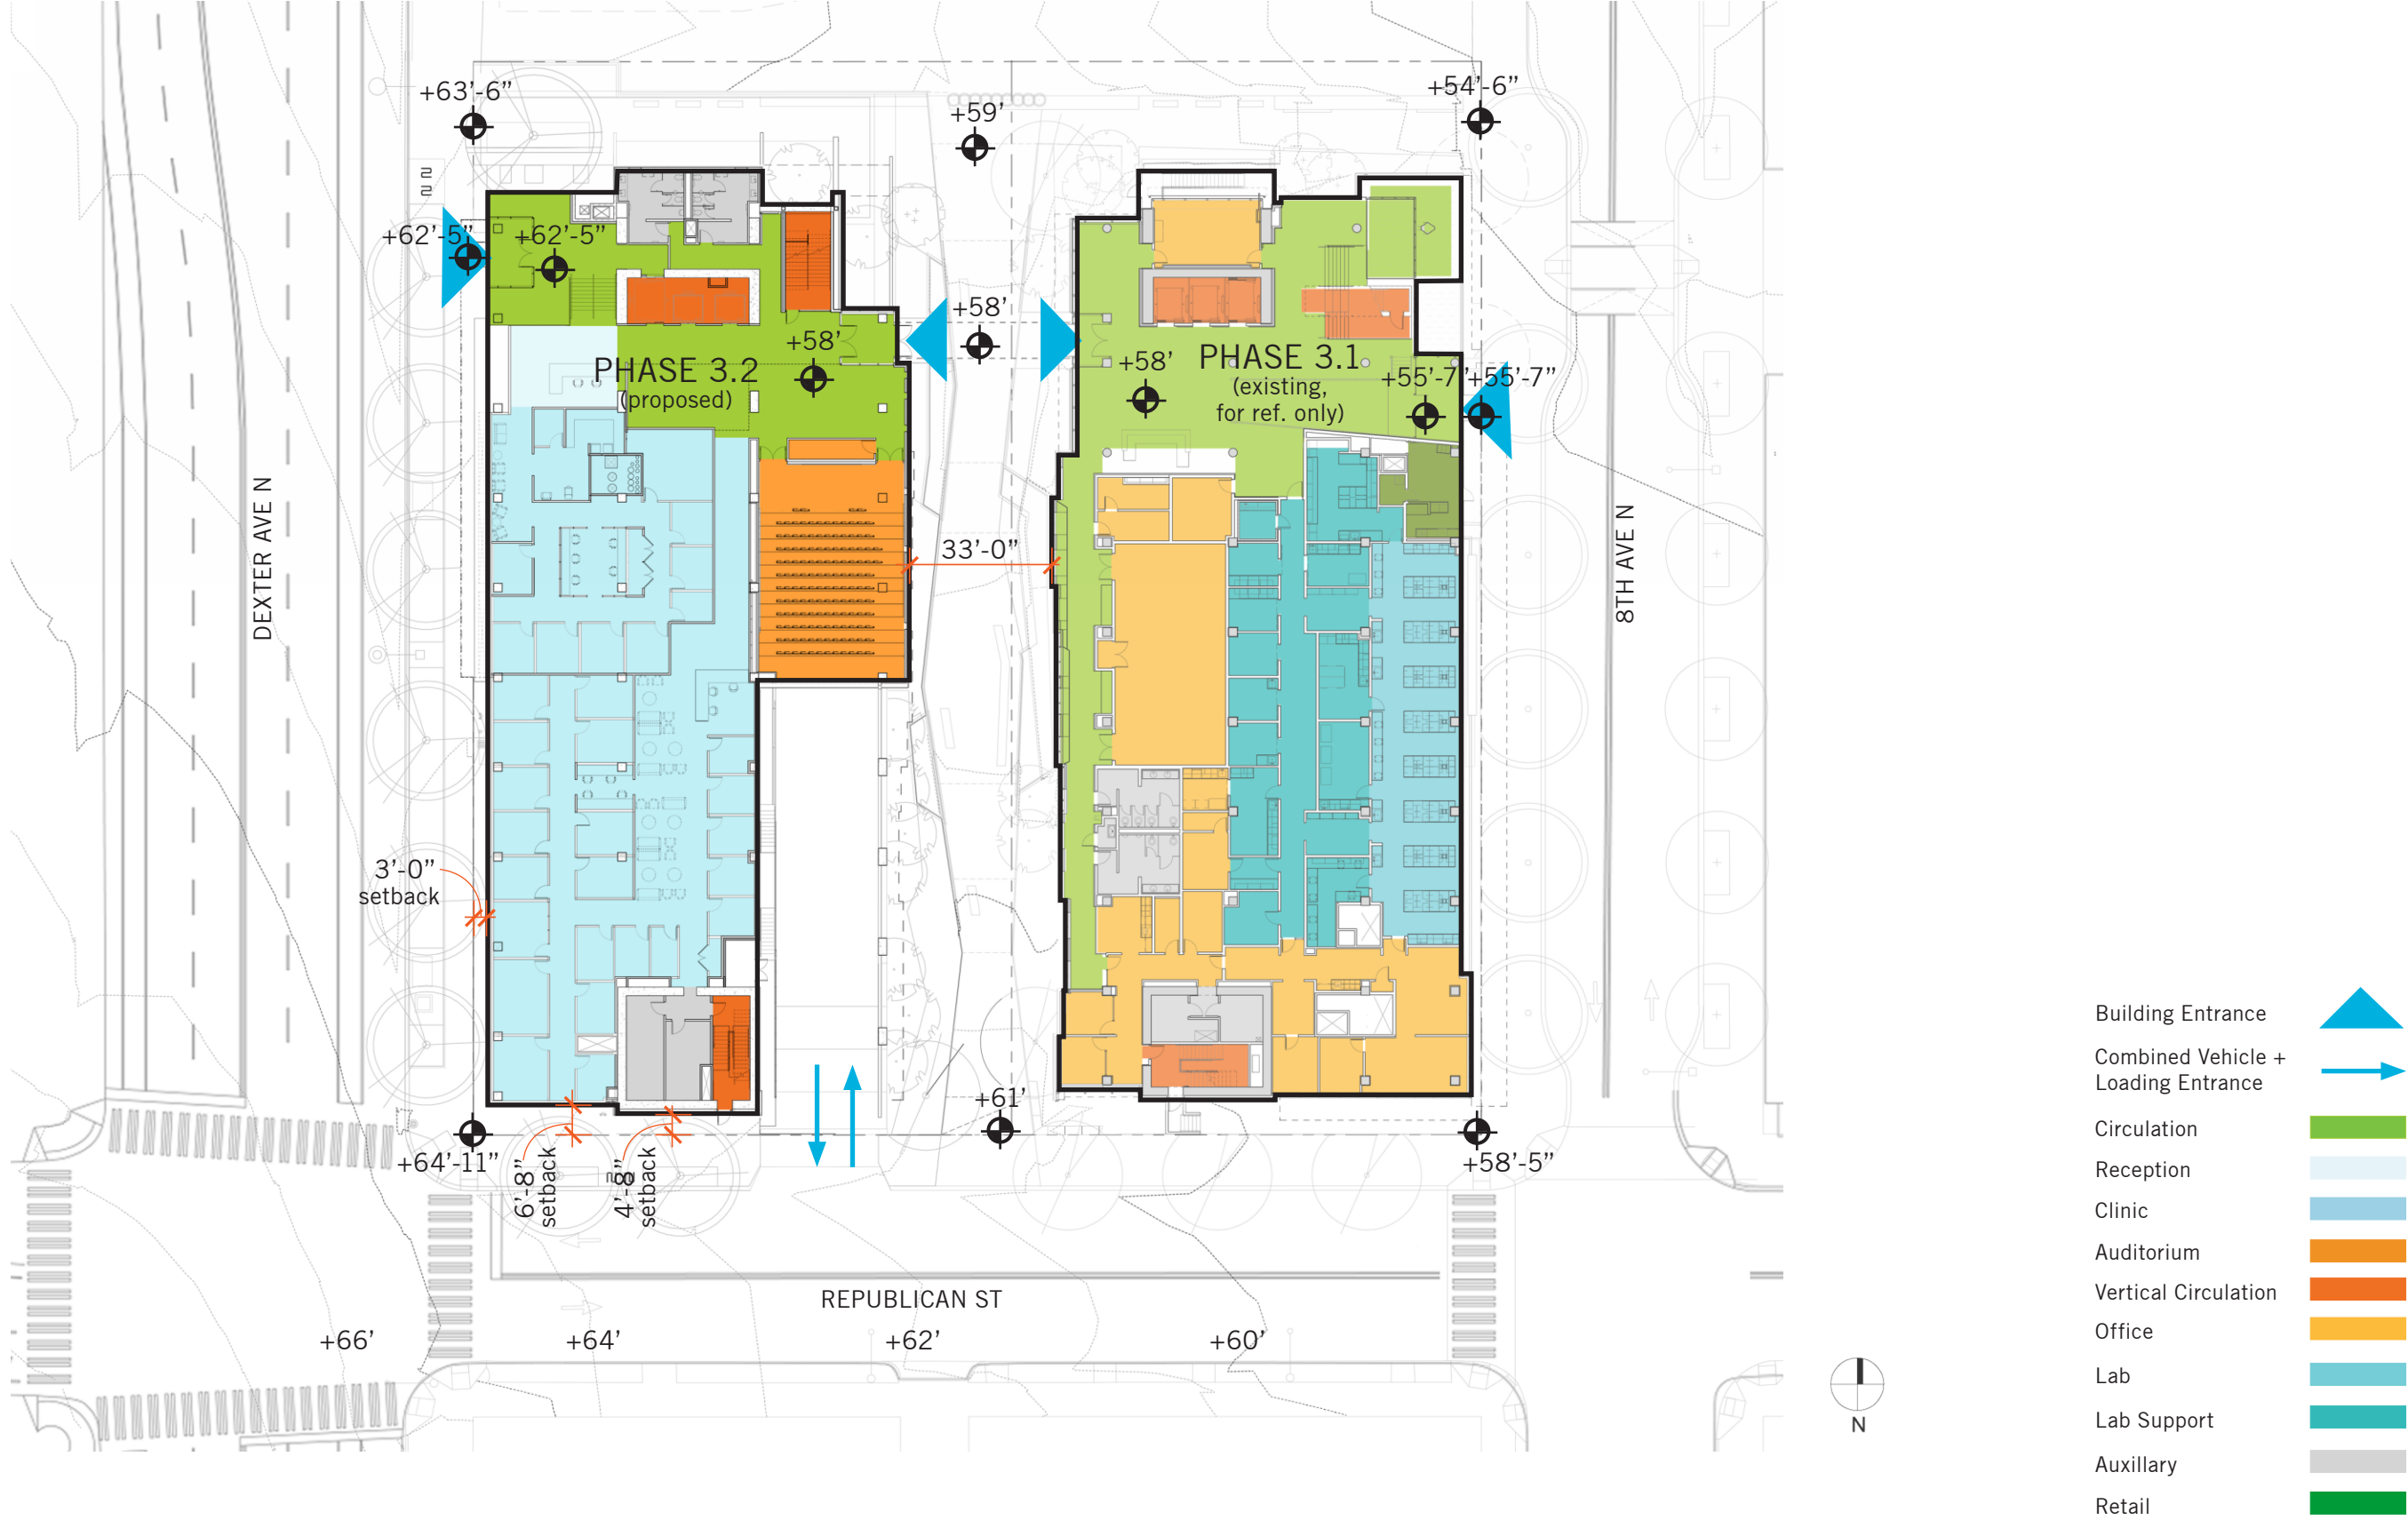 +63’-6”
+54’-6”
+59’
+62’-5”
+62’-5”
+58’
+58’
PHASE 3.2
(proposed)
+58’
PHASE 3.1
(existing,
for ref. only)
+55’-7”
+55’-7”
DEXTER AVE N
33’-0”
8TH AVE N
3’-0”
setback
+61’
+64’-11”
6’-8”
setback
4’-8”
setback
+58’-5”
REPUBLICAN ST
+66’
+64’
+62’
+60’
N
Building Entrance
Combined Vehicle +
Loading Entrance
Circulation
Reception
Clinic
Auditorium
Vertical Circulation
Office
Lab
Lab Support
Auxillary
Retail